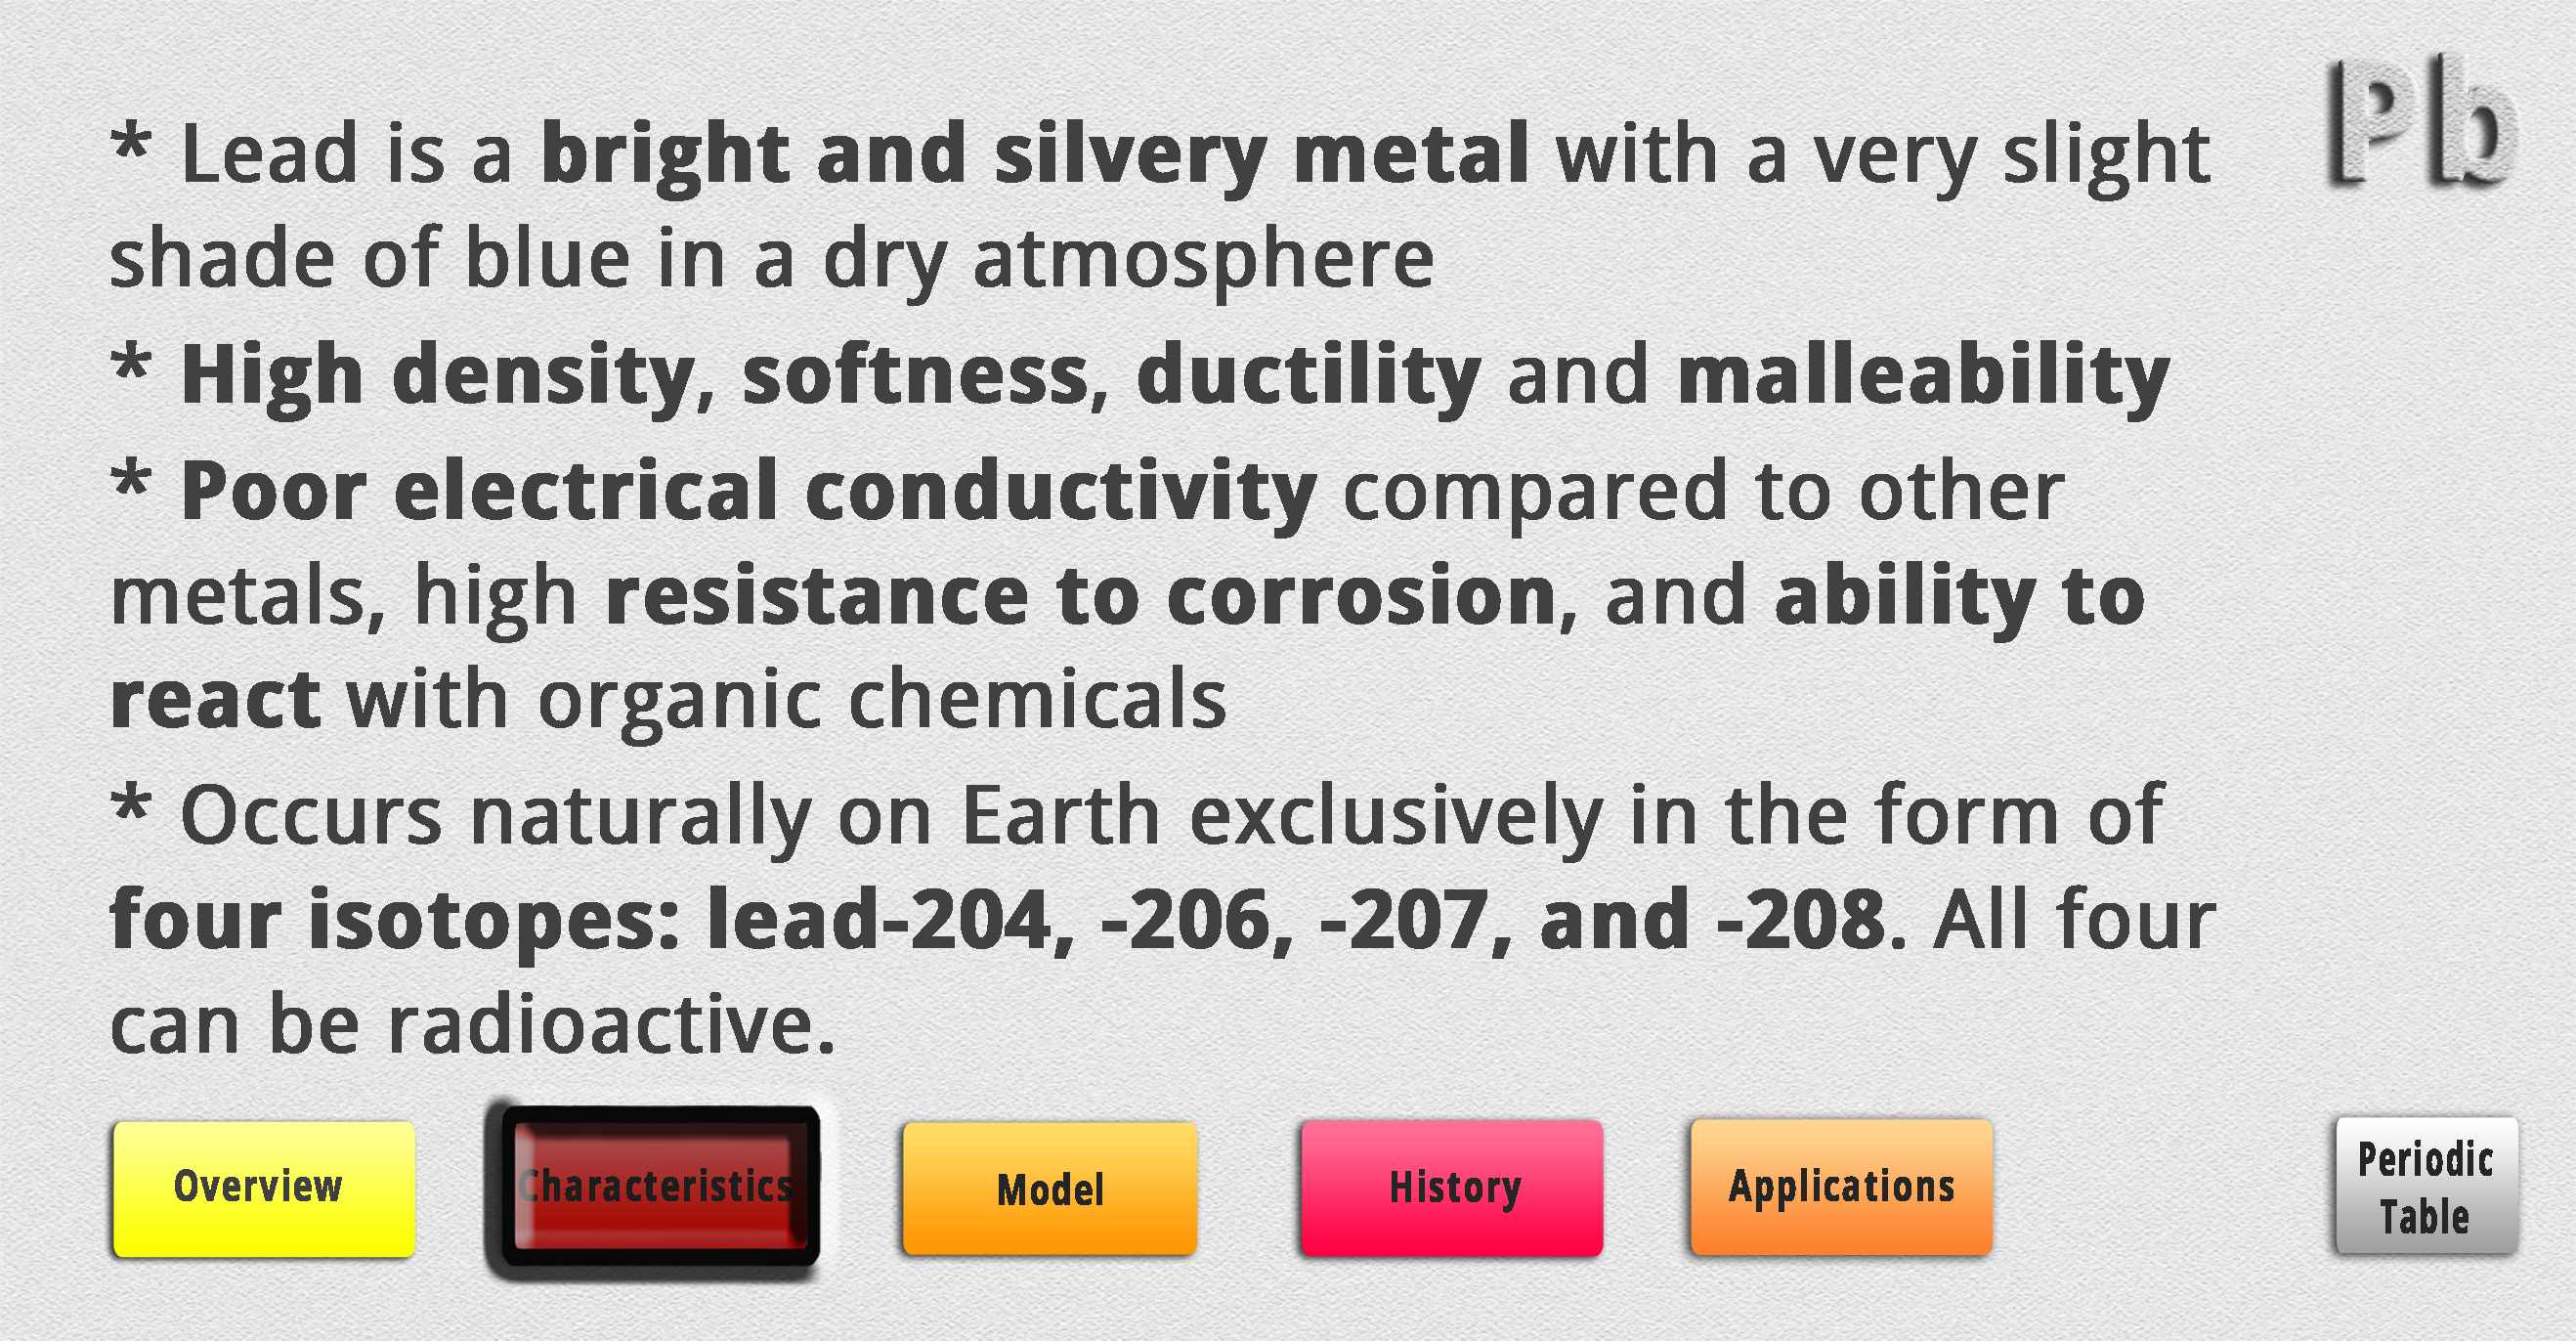 Pb
* Lead is a bright and silvery metal with a very slight
shade of blue in a dry atmosphere
* High density, softness, ductility and malleability
* Poor electrical conductivity compared to other
metals, high resistance to corrosion, and ability to
react with organic chemicals
* Occurs naturally on Earth exclusively in the form of
four isotopes: lead-204, -206, -207, and -208. All four
can be radioactive.
Overview
Characteristics
Model
History
Applications
Periodic
Table